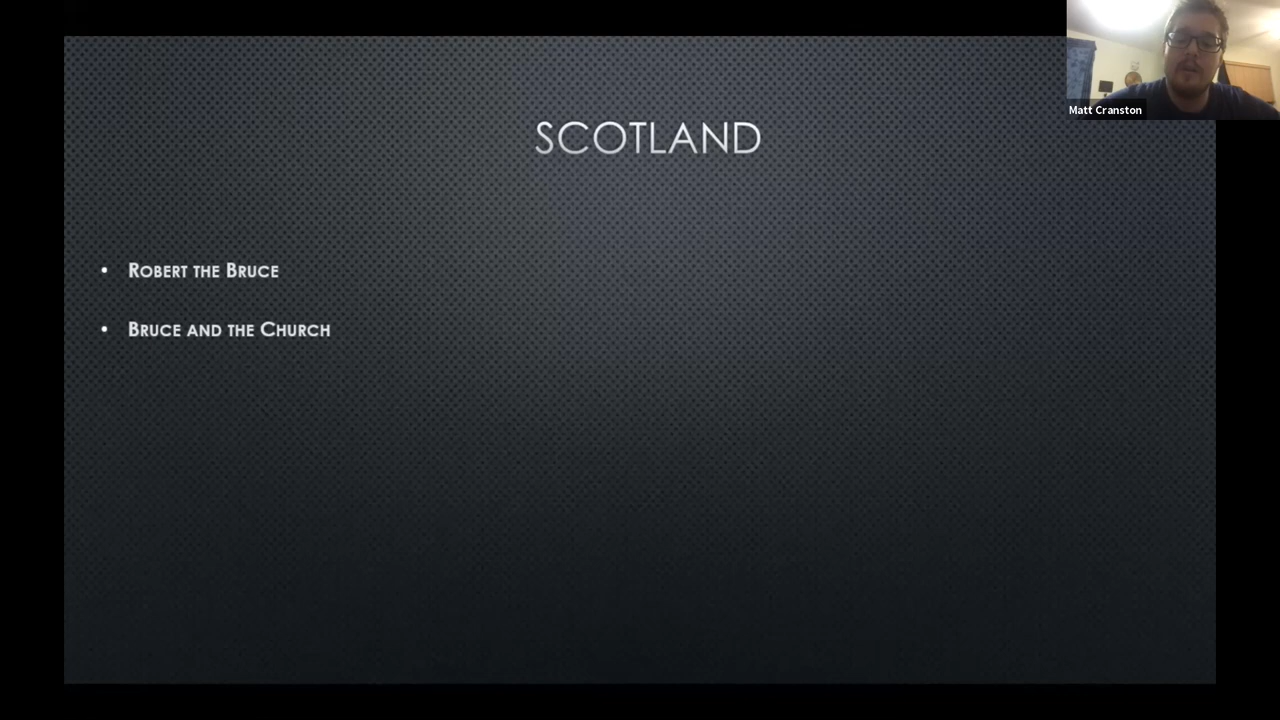 SCOTLAND
• Robert the Bruce
• Bruce and the Church
Matt Cranston